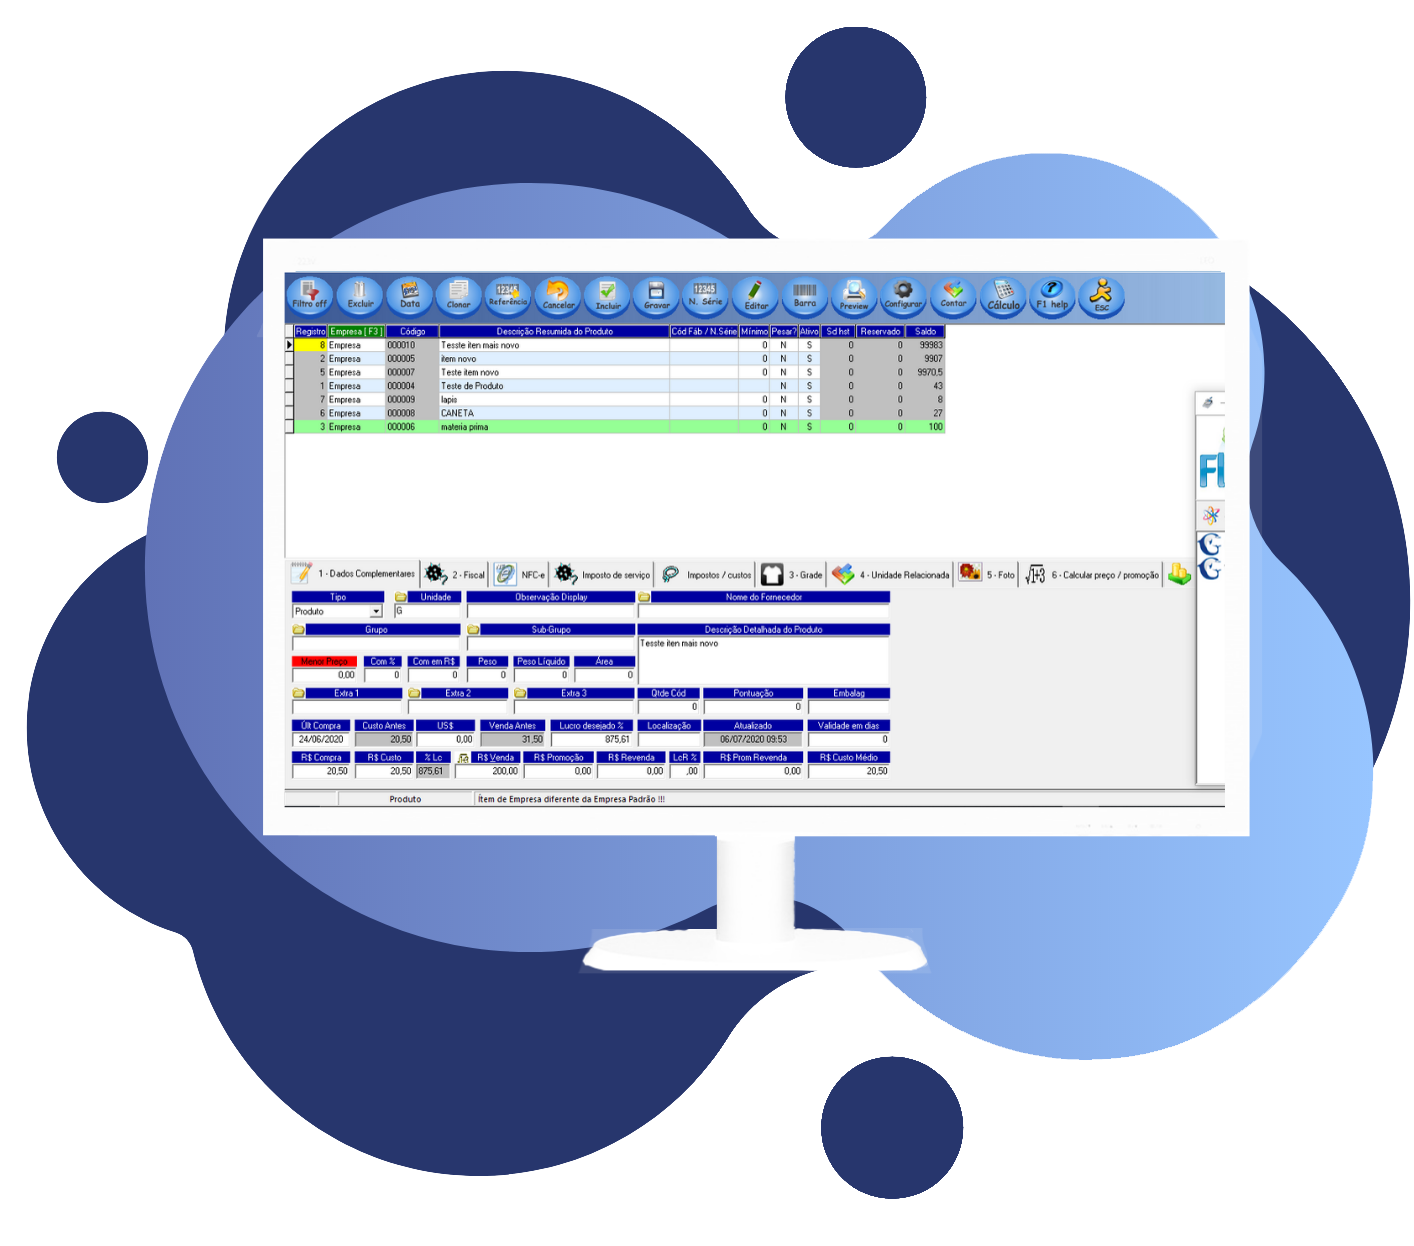 Filtro off Excluir Data Clonar Referência Cancelar Incluir Gravar N. Série Editar Barra Preview Configurar Contar Cálculo F1 help ESC
Registro Empresa [ F3 ] Código Descrição Resumida do Produto Cód Fáb / N.Série Mínimo Pesar? Ativo Sd hst Reservado Saldo
8 Empresa 000010 Tesste iten mais novo 0 N S 0 0 99983
2 Empresa 000005 item novo 0 N S 0 0 9907
5 Empresa 000007 Teste item novo 0 N S 0 0 9970,5
1 Empresa 000004 Teste de Produto N S 0 0 43
7 Empresa 000009 lapis 0 N S 0 0 8
6 Empresa 000008 CANETA 0 N S 0 0 27
3 Empresa 000006 materia prima 0 N S 0 0 100
1 - Dados Complementares 2 - Fiscal NFC-e Imposto de serviço Impostos / custos 3 - Grade 4 - Unidade Relacionada 5 - Foto 6 - Calcular preço / promoção
Tipo Unidade Observação Display Nome do Fornecedor
Produto G
Grupo Sub-Grupo Descrição Detalhada do Produto
Tesste iten mais novo
Menor Preço Com % Com em R$ Peso Peso Líquido Área
0,00 0 0 0 0 0
Extra 1 Extra 2 Extra 3 Qtde Cód Pontuação Embalag
0 0
Últ Compra Custo Antes US$ Venda Antes Lucro desejado % Localização Atualizado Validade em dias
24/06/2020 20,50 0,00 31,50 875,61 06/07/2020 09:53 0
R$ Compra R$ Custo % Lc R$ Venda R$ Promoção R$ Revenda LcR % R$ Prom Revenda R$ Custo Médio
20,50 20,50 875,61 200,00 0,00 0,00 ,00 0,00 20,50
Produto Ítem de Empresa diferente da Empresa Padrão !!!